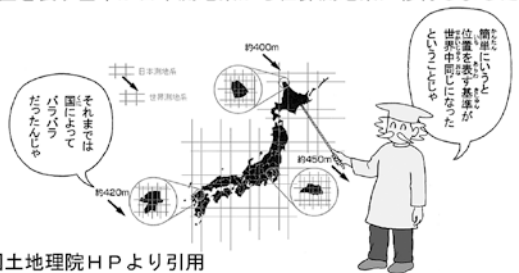 簡単にいうと
位置を表す基準が
世界中同じになった
ということじゃ
約400m
日本測地系
世界測地系
それまでは
国によって
バラバラ
だったんじゃ
約450m
約420m
土地理院HPより引用